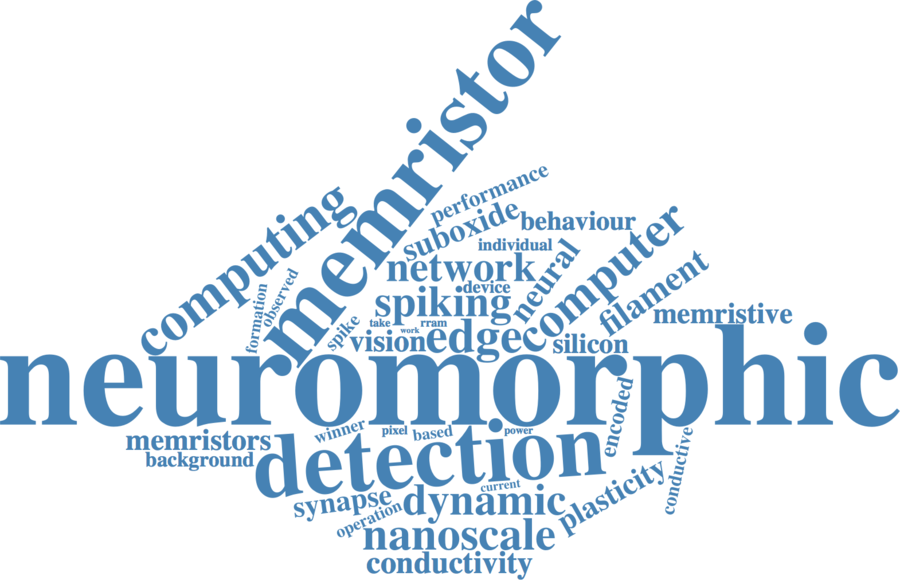 memristor
performance
computing
suboxide
behaviour
individual
computer
network
neural
device
filament
observed
formation
spiking
memristive
spike
take
rram
work
vision
edge
silicon
neuromorphic
memristors
winner
pixel
based
power
encoded
background
detection
conductive
synapse
current
dynamic
plasticity
operation
nanoscale
conductivity